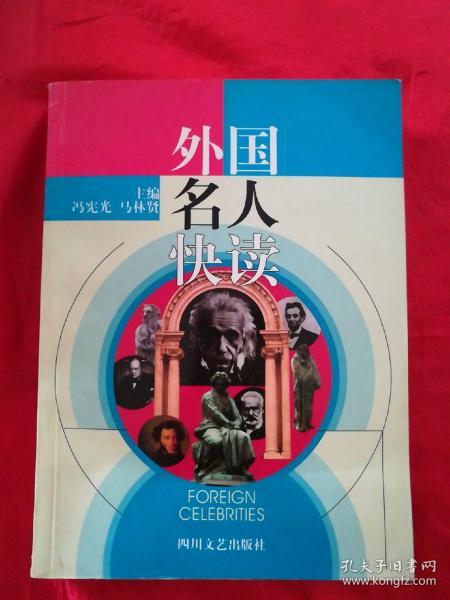 外国
名人
快读
主编
冯宪光 马林贤
FOREIGN
CELEBRITIES
四川文艺出版社
孔夫子旧书网
www.kongfz.com